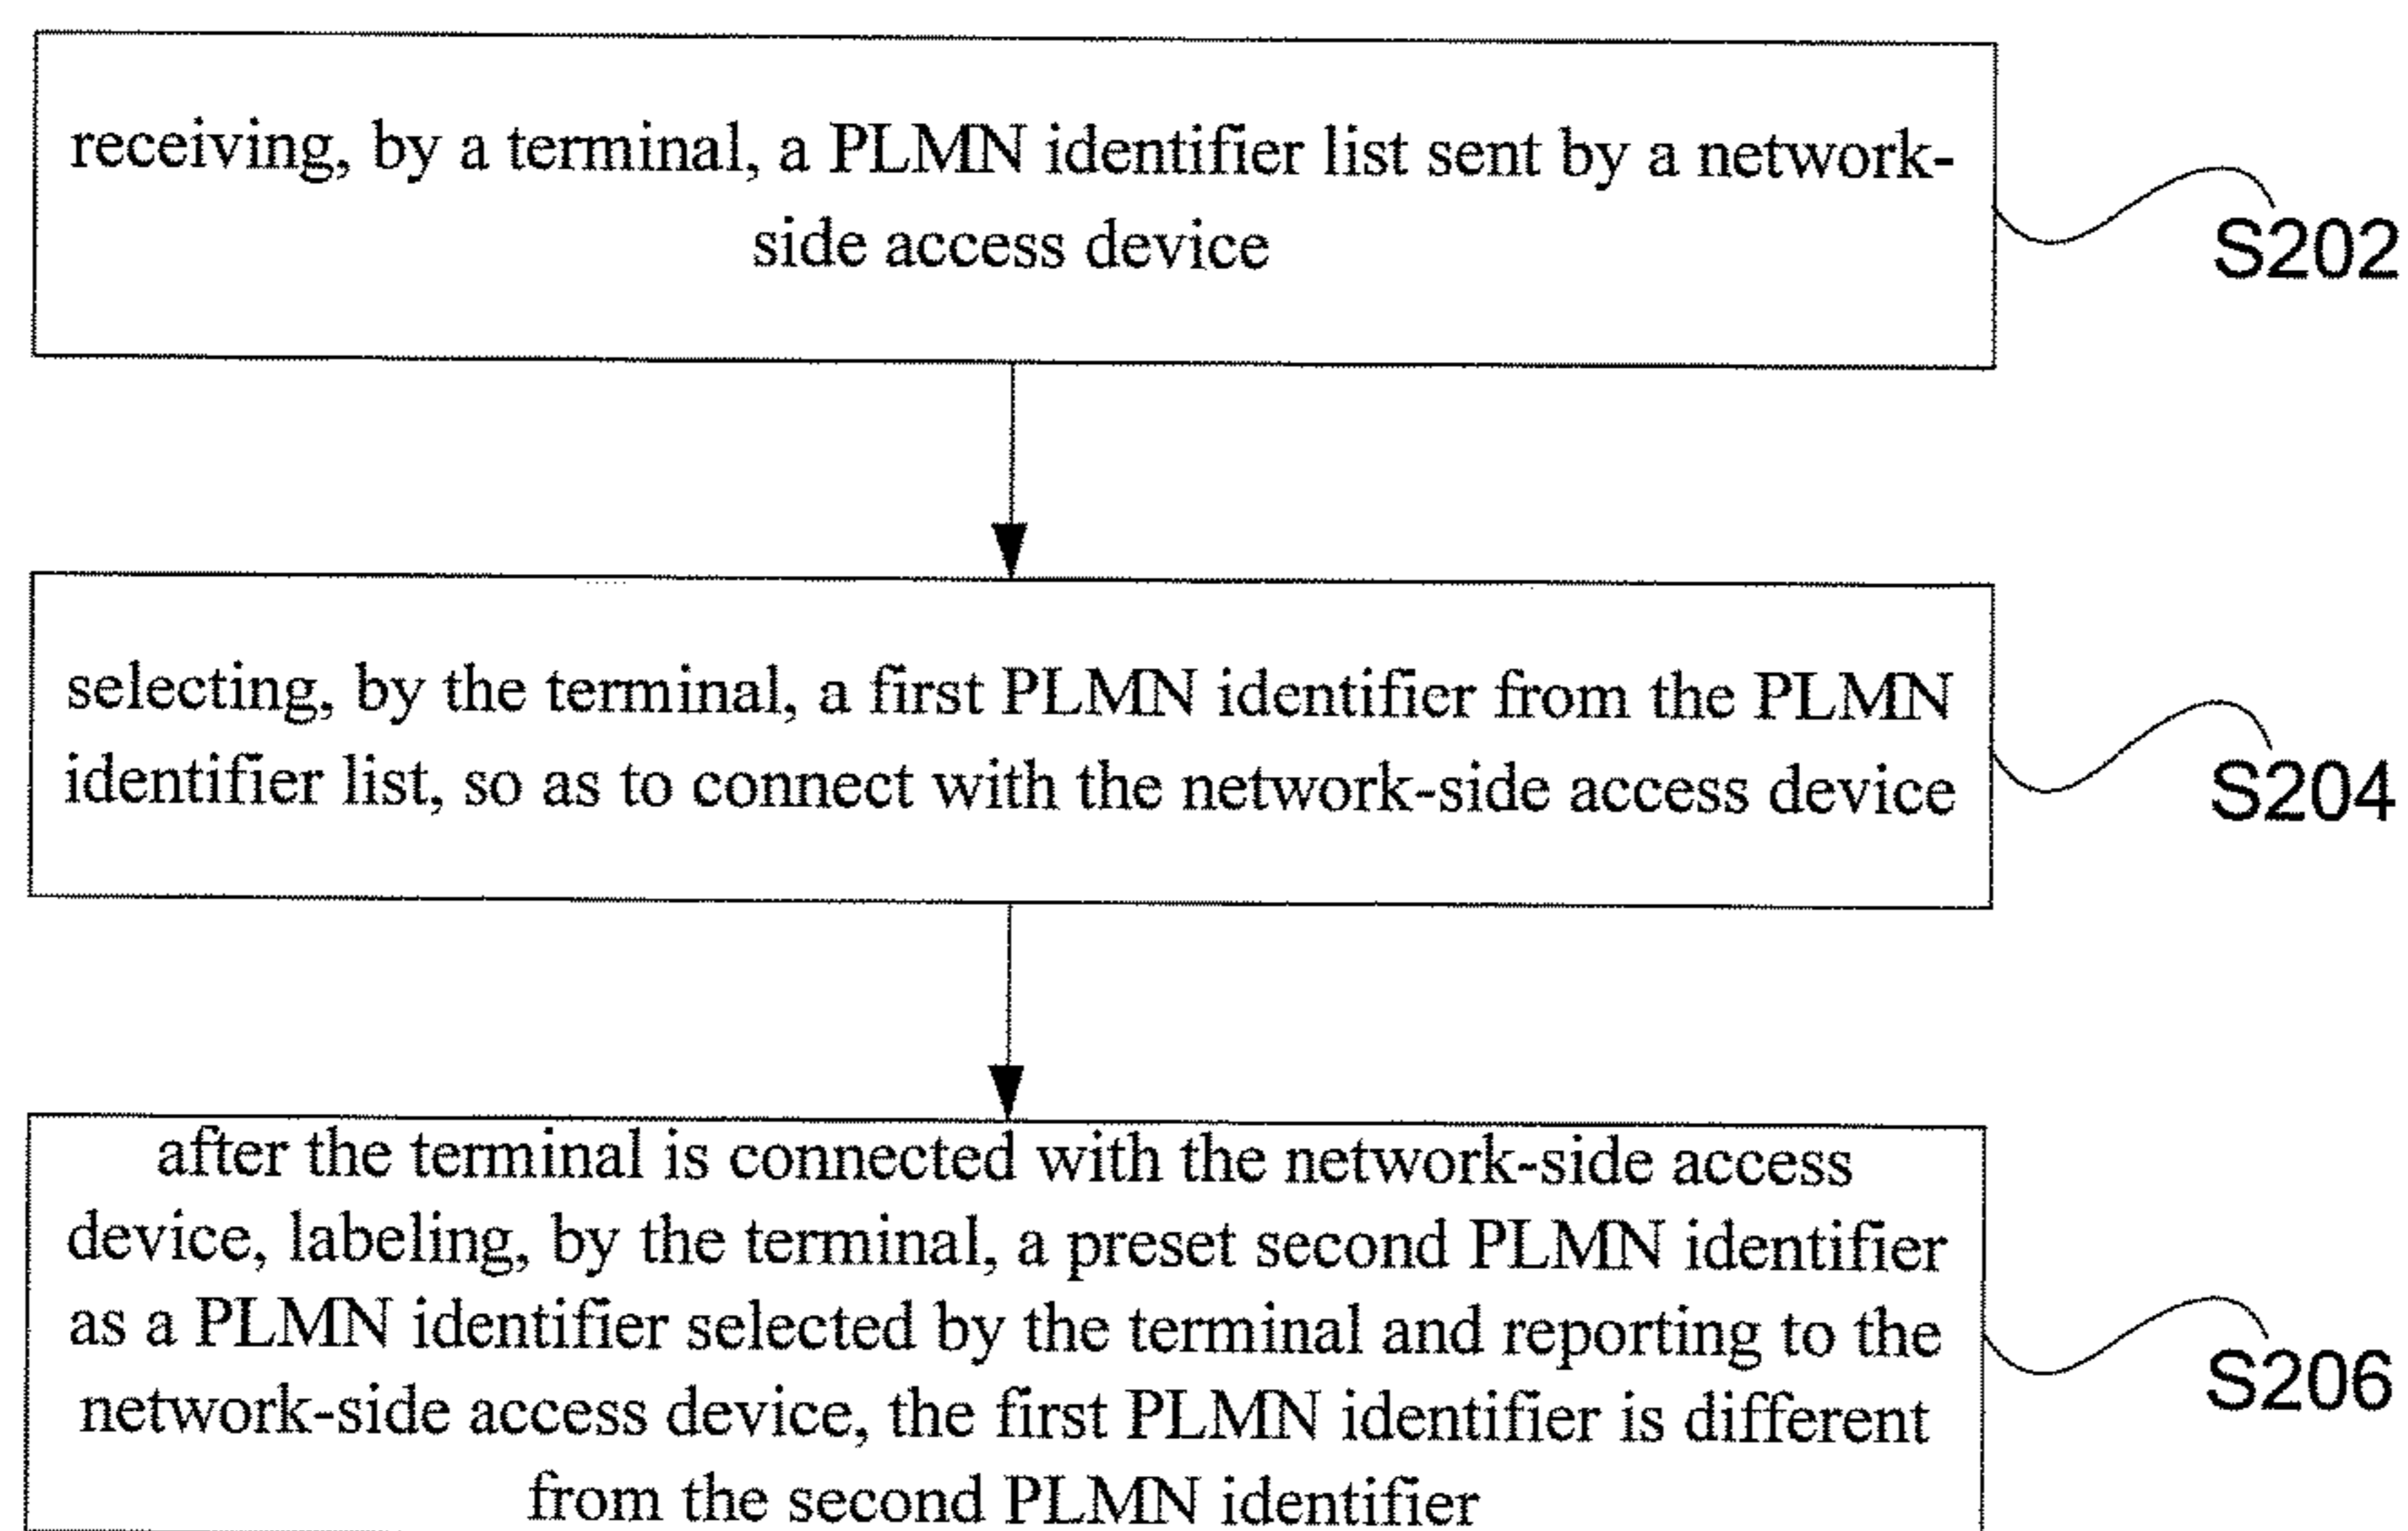 receiving, by a terminal, a PLMN identifier list sent by a network-
side access device
S202
selecting, by the terminal, a first PLMN identifier from the PLMN
identifier list, so as to connect with the network-side access device
S204
after the terminal is connected with the network-side access
device, labeling, by the terminal, a preset second PLMN identifier
as a PLMN identifier selected by the terminal and reporting to the
network-side access device, the first PLMN identifier is different
from the second PLMN identifier
S206